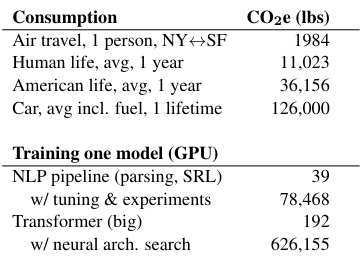 Consumption CO₂e (lbs)
Air travel, 1 person, NY↔SF 1984
Human life, avg, 1 year 11,023
American life, avg, 1 year 36,156
Car, avg incl. fuel, 1 lifetime 126,000
Training one model (GPU)
NLP pipeline (parsing, SRL) 39
w/ tuning & experiments 78,468
Transformer (big) 192
w/ neural arch. search 626,155